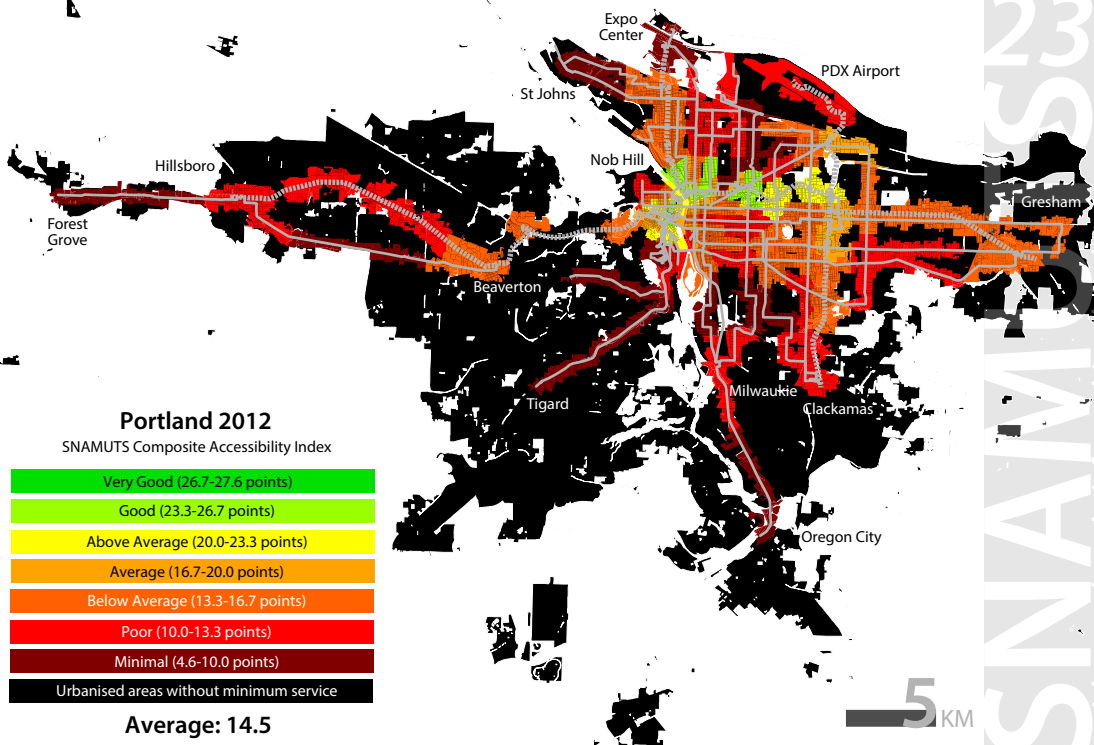 Expo
Center
PDX Airport
St Johns
Nob Hill
Hillsboro
Gresham
Forest
Grove
Beaverton
Milwaukie
Tigard
Clackamas
Oregon City
Portland 2012
SNAMUTS Composite Accessibility Index
Very Good (26.7-27.6 points)
Good (23.3-26.7 points)
Above Average (20.0-23.3 points)
Average (16.7-20.0 points)
Below Average (13.3-16.7 points)
Poor (10.0-13.3 points)
Minimal (4.6-10.0 points)
Urbanised areas without minimum service
Average: 14.5
5 KM
SNAMUTS 23